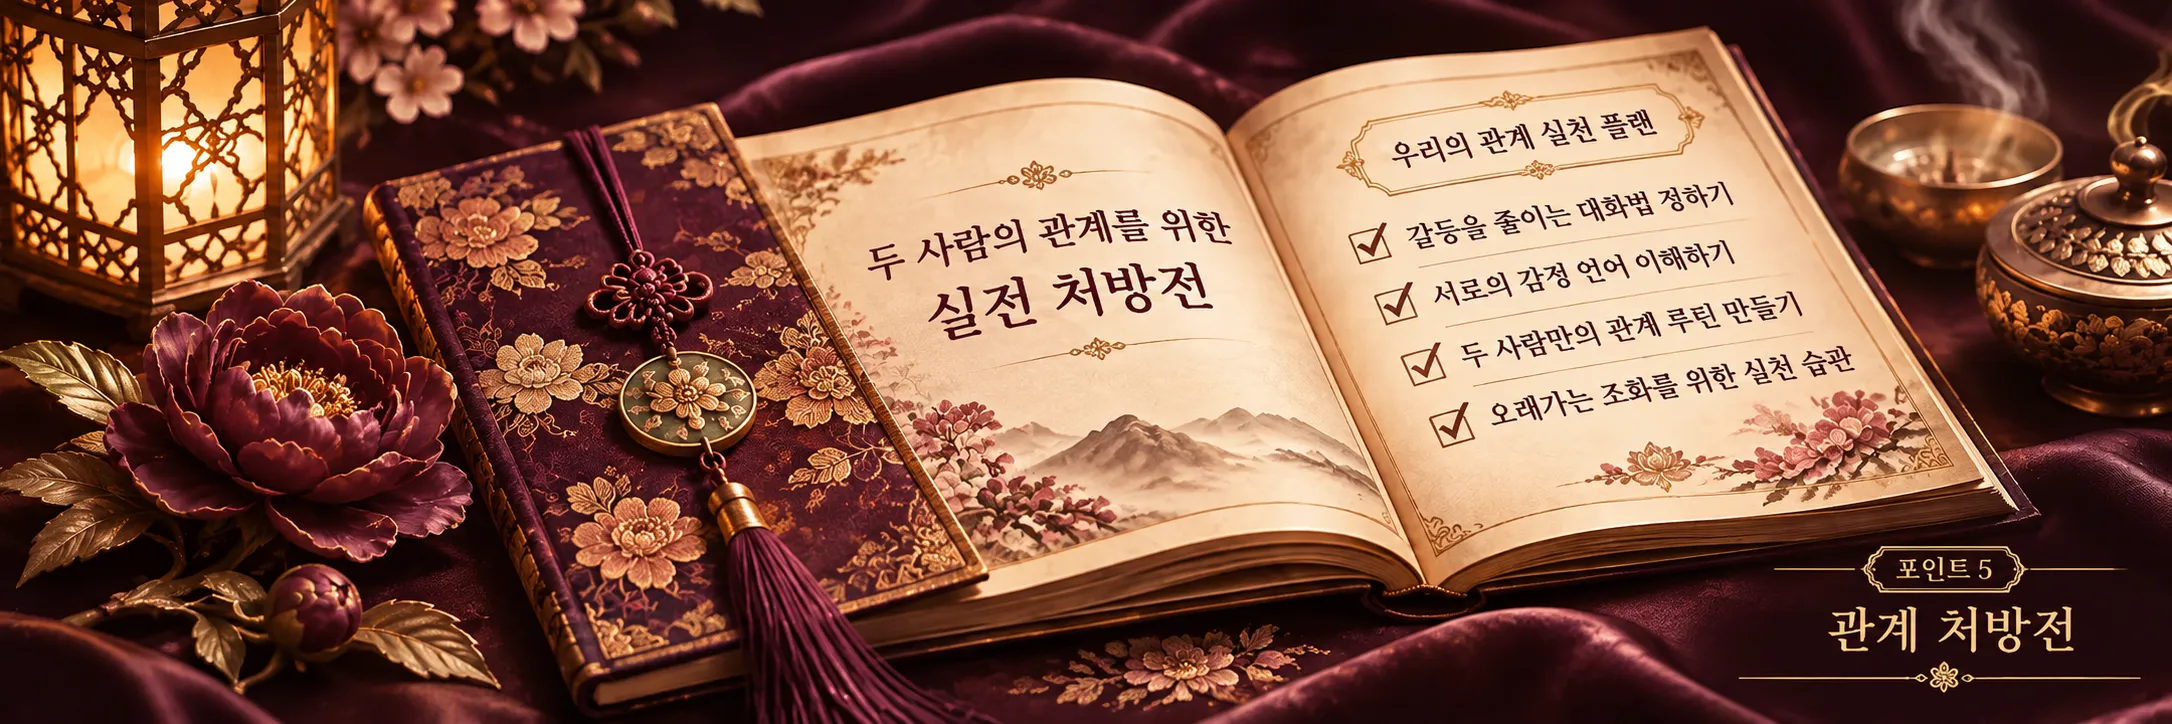 두 사람의 관계를 위한
실전 처방전
우리의 관계 실천 플랜
갈등을 줄이는 대화법 정하기
서로의 감정 언어 이해하기
두 사람만의 관계 루틴 만들기
오래가는 조화를 위한 실천 습관
포인트 5
관계 처방전